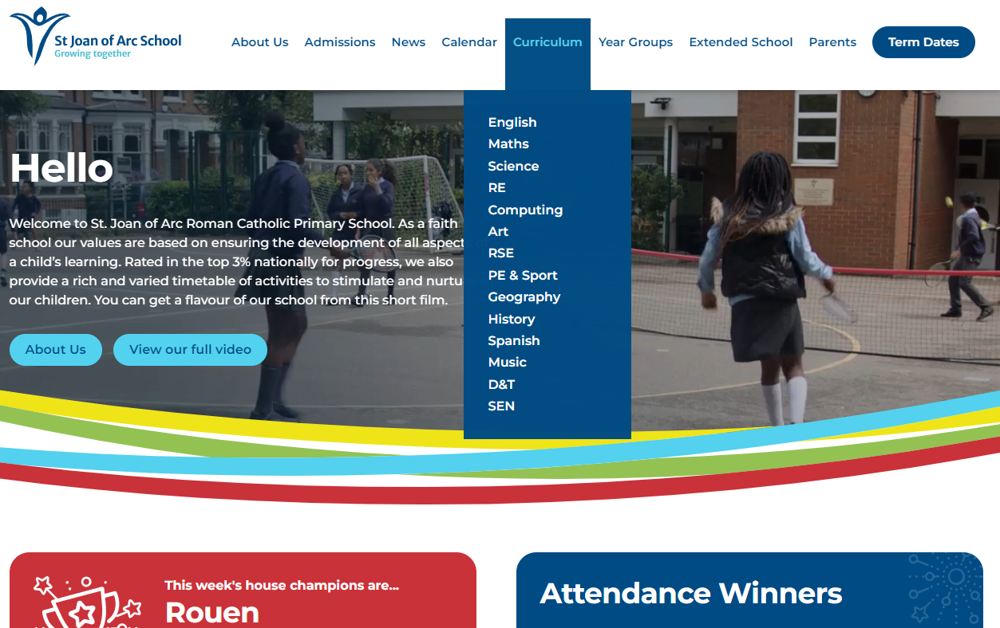 St Joan of Arc School
Growing together
About Us
Admissions
News
Calendar
Curriculum
Year Groups
Extended School
Parents
Term Dates
English
Maths
Science
RE
Computing
Art
RSE
PE & Sport
Geography
History
Spanish
Music
D&T
SEN
Hello
Welcome to St. Joan of Arc Roman Catholic Primary School. As a faith
school our values are based on ensuring the development of all aspect
a child's learning. Rated in the top 3% nationally for progress, we also
provide a rich and varied timetable of activities to stimulate and nurtu
our children. You can get a flavour of our school from this short film.
About Us
View our full video
This week's house champions are...
Rouen
Attendance Winners